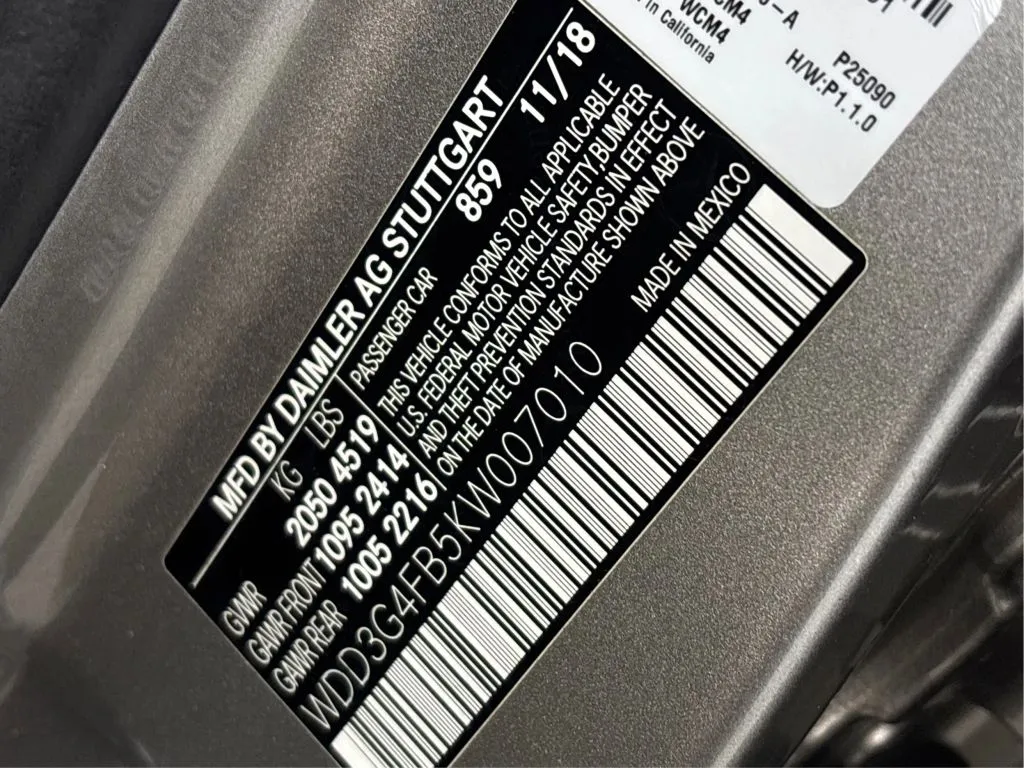 WCM4
in California
P25090
H/W:P1.1.0
MFD BY DAIMLER AG STUTTGART
859 11/18
KG LBS
GVWR 2050 4519
GAWR FRONT 1095 2414
GAWR REAR 1005 2216
PASSENGER CAR
THIS VEHICLE CONFORMS TO ALL APPLICABLE
U.S. FEDERAL MOTOR VEHICLE SAFETY,BUMPER
AND THEFT PREVENTION STANDARDS IN EFFECT
ON THE DATE OF MANUFACTURE SHOWN ABOVE
MADE IN MEXICO
WDD3G4FB5KW007010